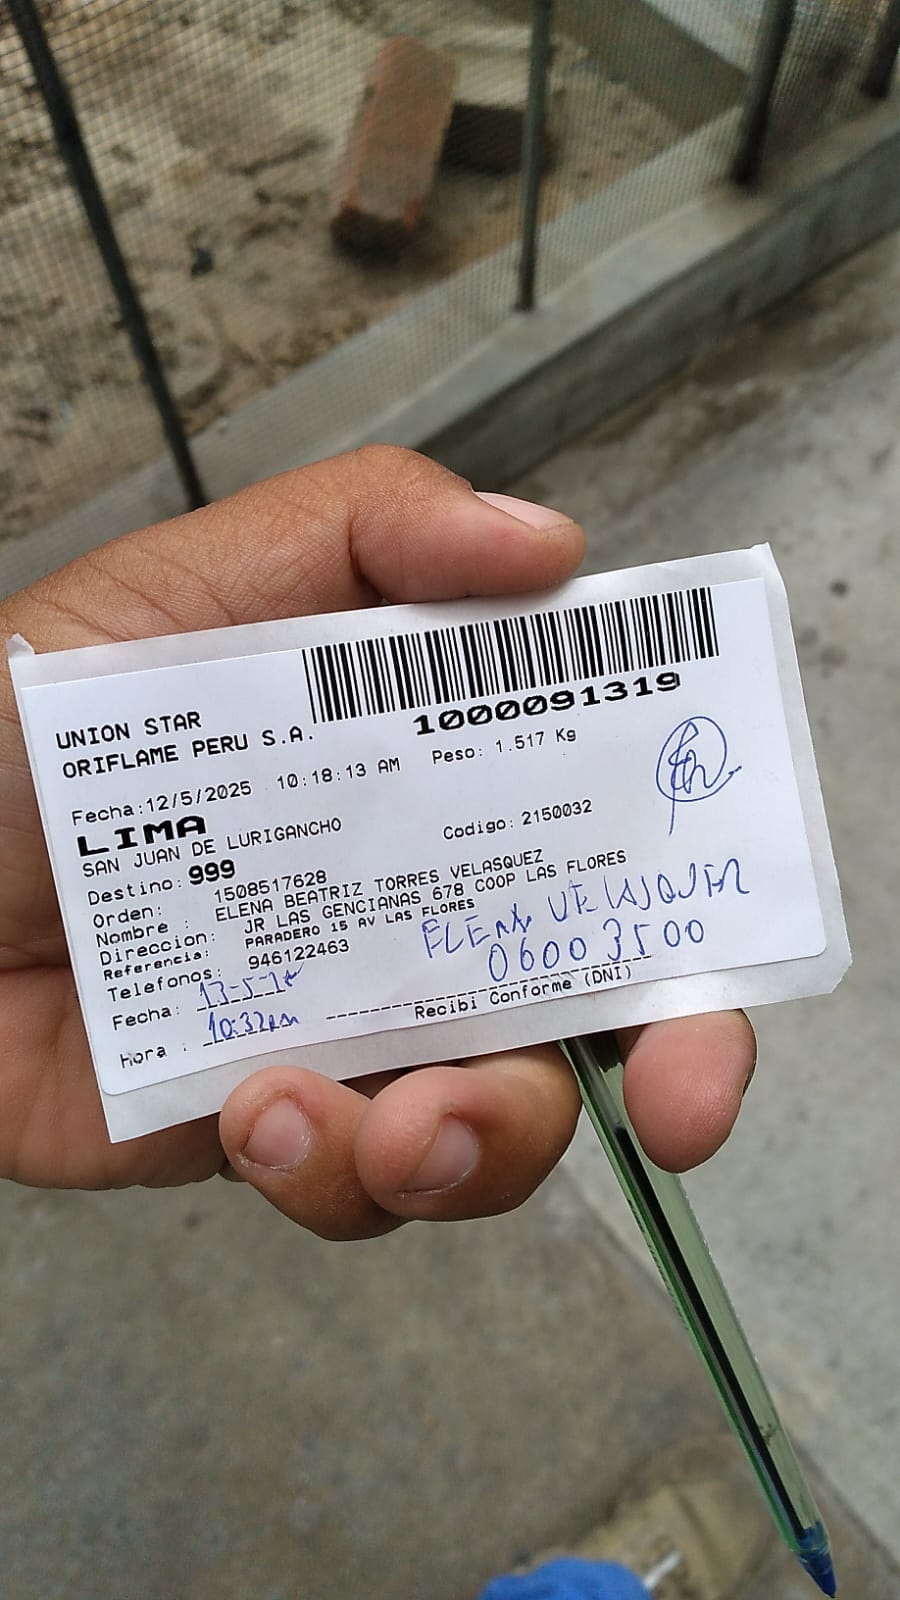 UNION STAR
ORIFLAME PERU S.A.
1000091319
Fecha:12/5/2025 10:18:13 AM Peso: 1.517 Kg
LIMA
SAN JUAN DE LURIGANCHO
Codigo: 2150032
Destino: 999
Orden: 1508517628
Nombre : ELENA BEATRIZ TORRES VELASQUEZ
Direccion: JR LAS GENCIANAS 678 COOP LAS FLORES
Referencia: PARADERO 15 AV LAS FLORES
Telefonos: 946122463
ELENA VELASQUEZ
06003500
Fecha: 13-5-
Hora : 10:32am
Recibi Conforme (DNI)